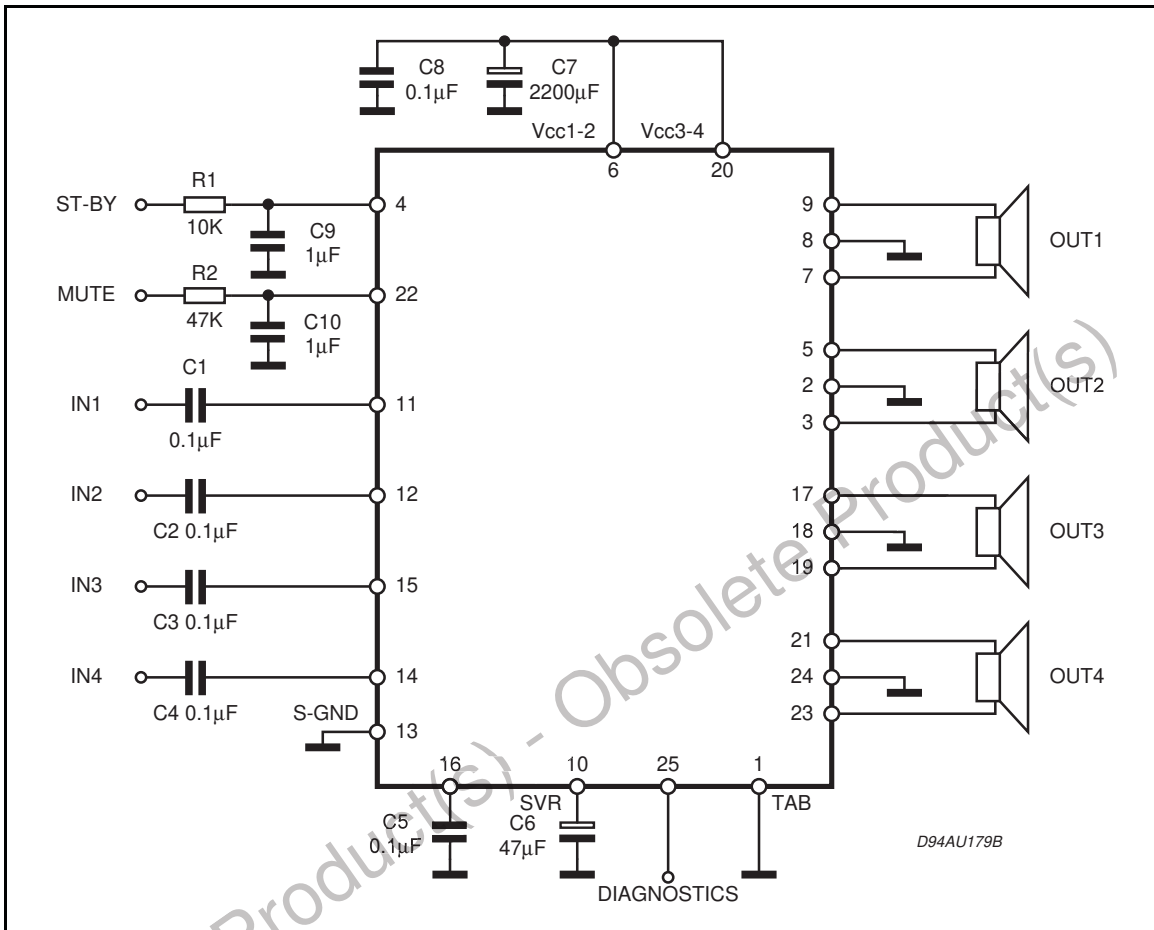 C8
0.1µF
C7
2200µF
Vcc1-2
Vcc3-4
6
20
ST-BY
R1
10K
4
C9
1µF
MUTE
R2
47K
22
C10
1µF
IN1
C1
0.1µF
11
IN2
C2 0.1µF
12
IN3
C3 0.1µF
15
IN4
C4 0.1µF
14
S-GND
13
9
8
7
OUT1
5
2
3
OUT2
17
18
19
OUT3
21
24
23
OUT4
16
10
25
1
SVR
TAB
C5
0.1µF
C6
47µF
DIAGNOSTICS
D94AU179B
Product(s) - Obsolete Product(s)